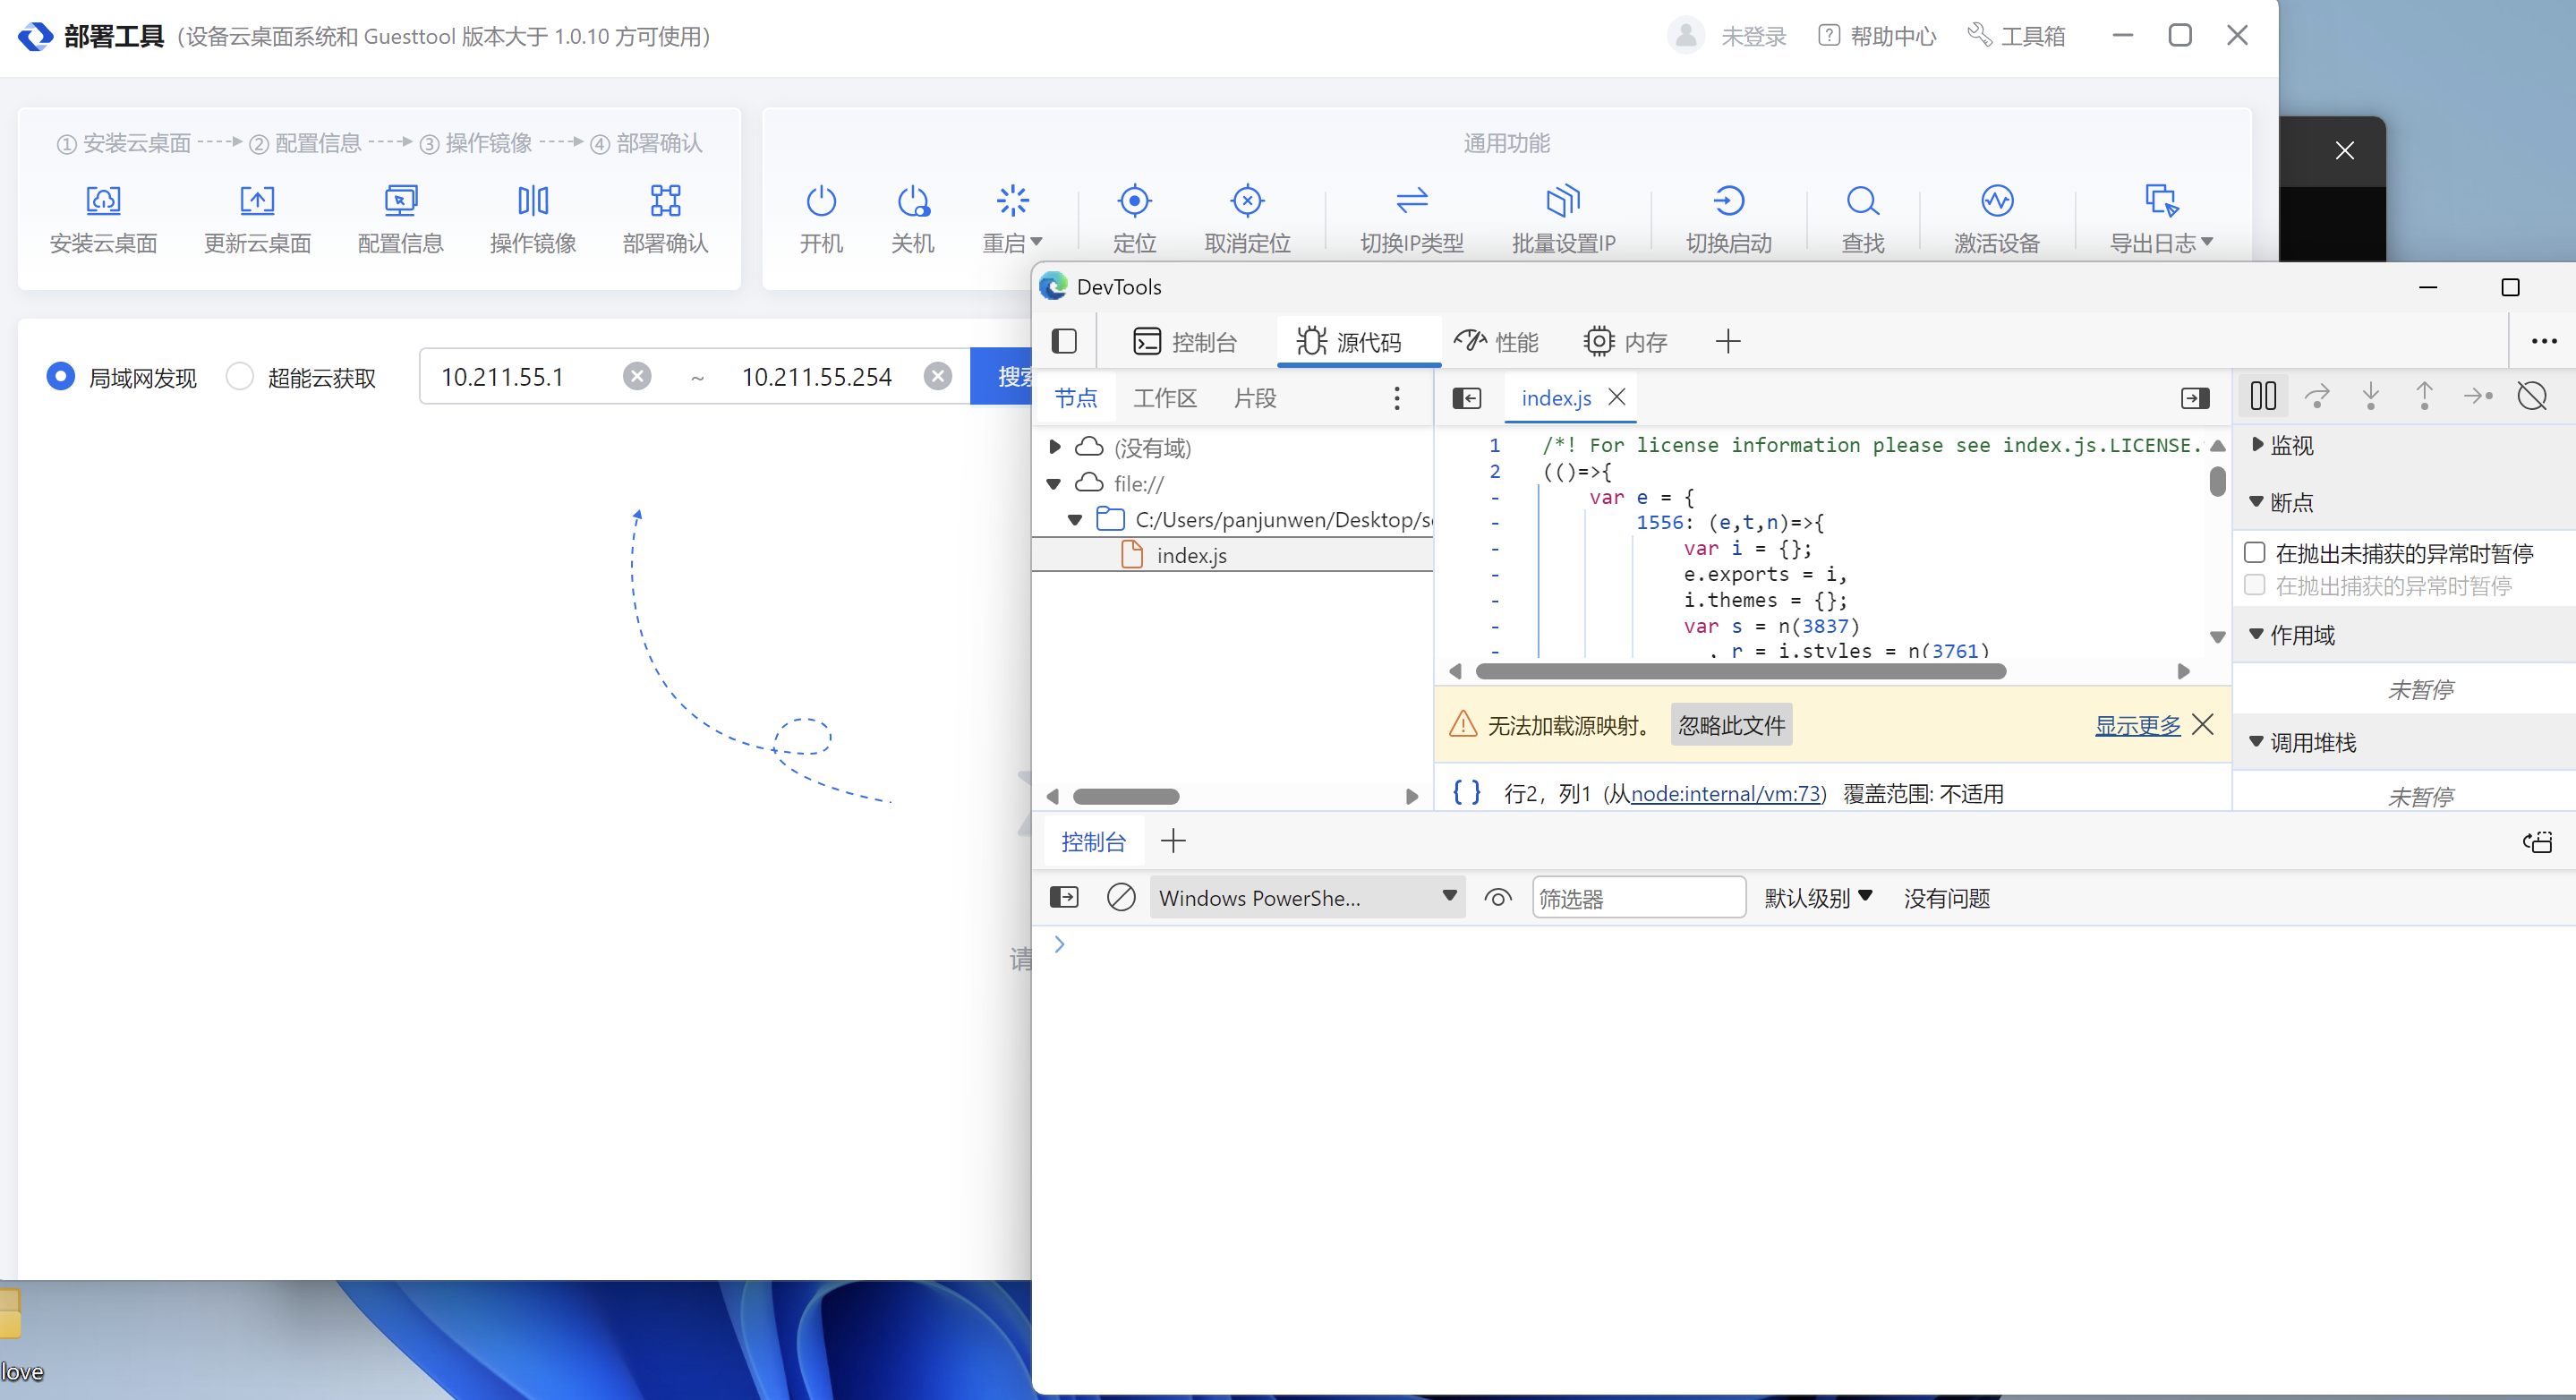 部署工具（设备云桌面系统和 Guesttool 版本大于 1.0.10 方可使用）
未登录 帮助中心 工具箱
① 安装云桌面 ② 配置信息 ③ 操作镜像 ④ 部署确认
通用功能
安装云桌面 更新云桌面 配置信息 操作镜像 部署确认
开机 关机 重启 定位 取消定位 切换IP类型 批量设置IP 切换启动 查找 激活设备 导出日志
局域网发现 超能云获取 10.211.55.1 ~ 10.211.55.254 搜索
请
DevTools
控制台 源代码 性能 内存
节点 工作区 片段
(没有域)
file://
C:/Users/panjunwen/Desktop/s
index.js
index.js
1 /*! For license information please see index.js.LICENSE.
2 (()=>{
- var e = {
- 1556: (e,t,n)=>{
- var i = {};
- e.exports = i,
- i.themes = {};
- var s = n(3837)
- , r = i.styles = n(3761)
无法加载源映射。 忽略此文件 显示更多
{ } 行2，列1 (从node:internal/vm:73) 覆盖范围: 不适用
监视
断点
在抛出未捕获的异常时暂停
在抛出捕获的异常时暂停
作用域
未暂停
调用堆栈
未暂停
控制台
Windows PowerShe... 筛选器 默认级别 没有问题
love